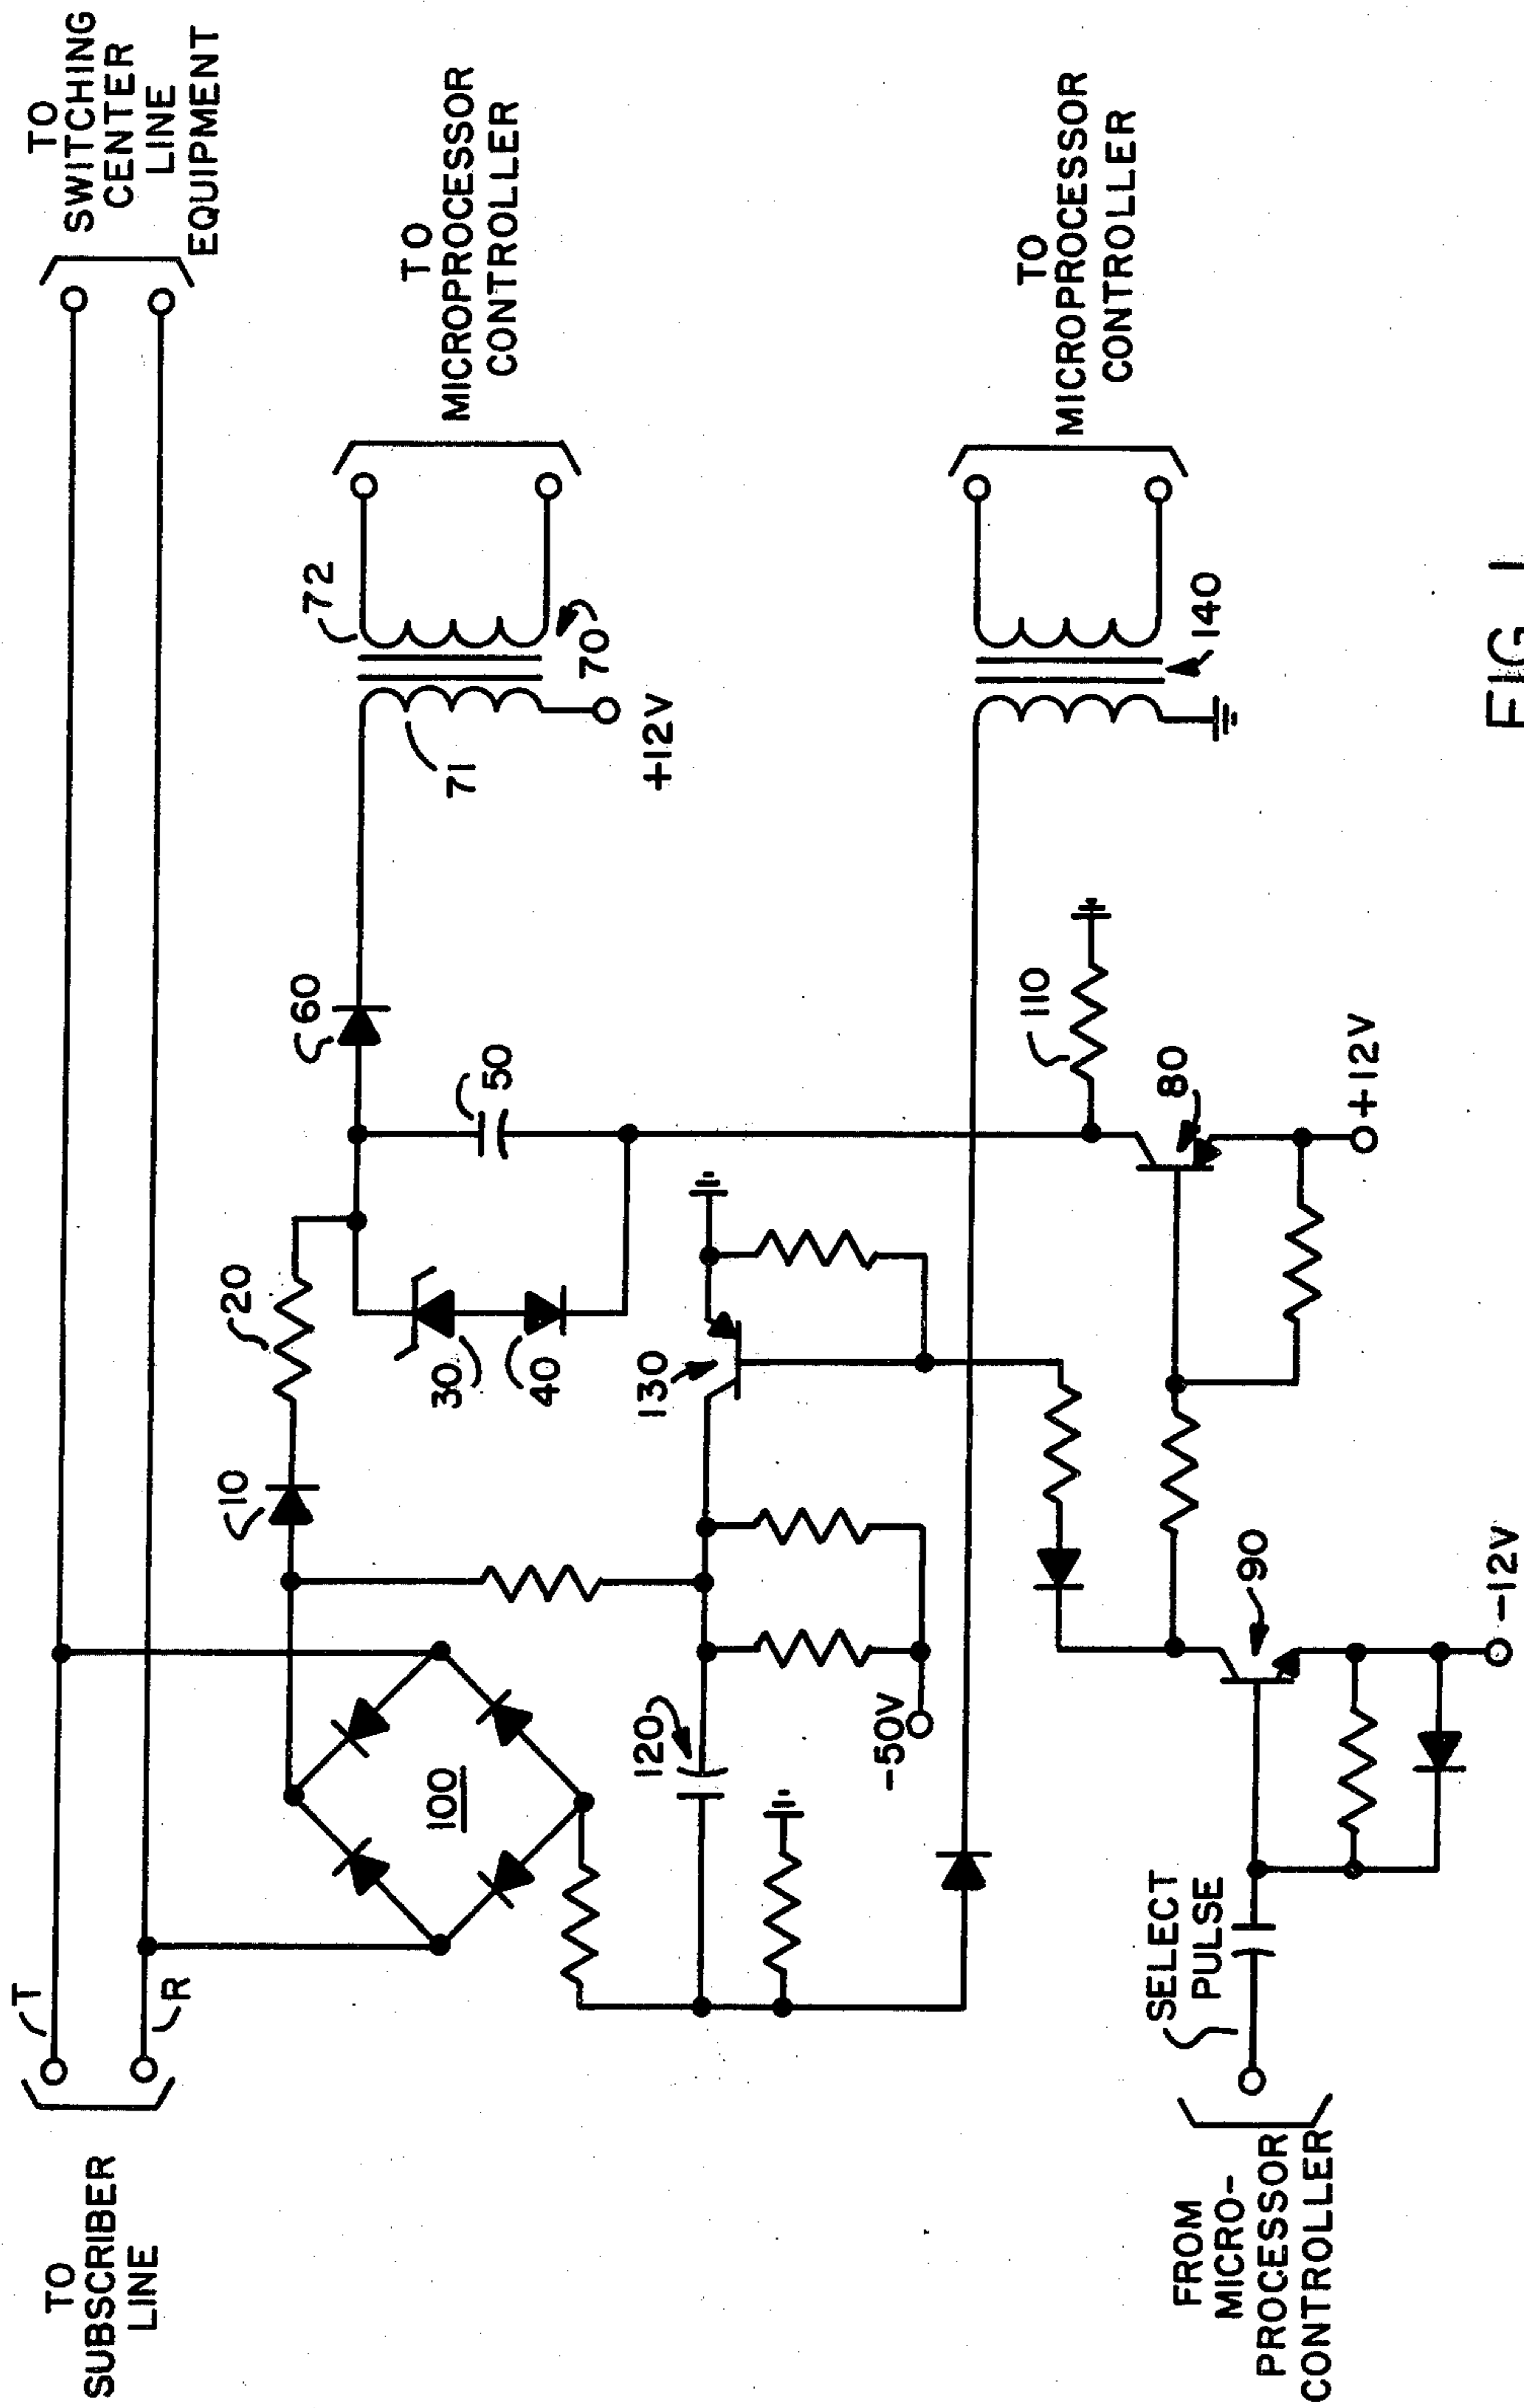 TO
SUBSCRIBER
LINE
T
R
TO
SWITCHING
CENTER
LINE
EQUIPMENT
10
20
30
40
50
60
72
71
70
+12V
TO
MICROPROCESSOR
CONTROLLER
100
120
130
-50V
110
80
+12V
140
TO
MICROPROCESSOR
CONTROLLER
FROM
MICRO-
PROCESSOR
CONTROLLER
SELECT
PULSE
90
-12V
FIG. 1